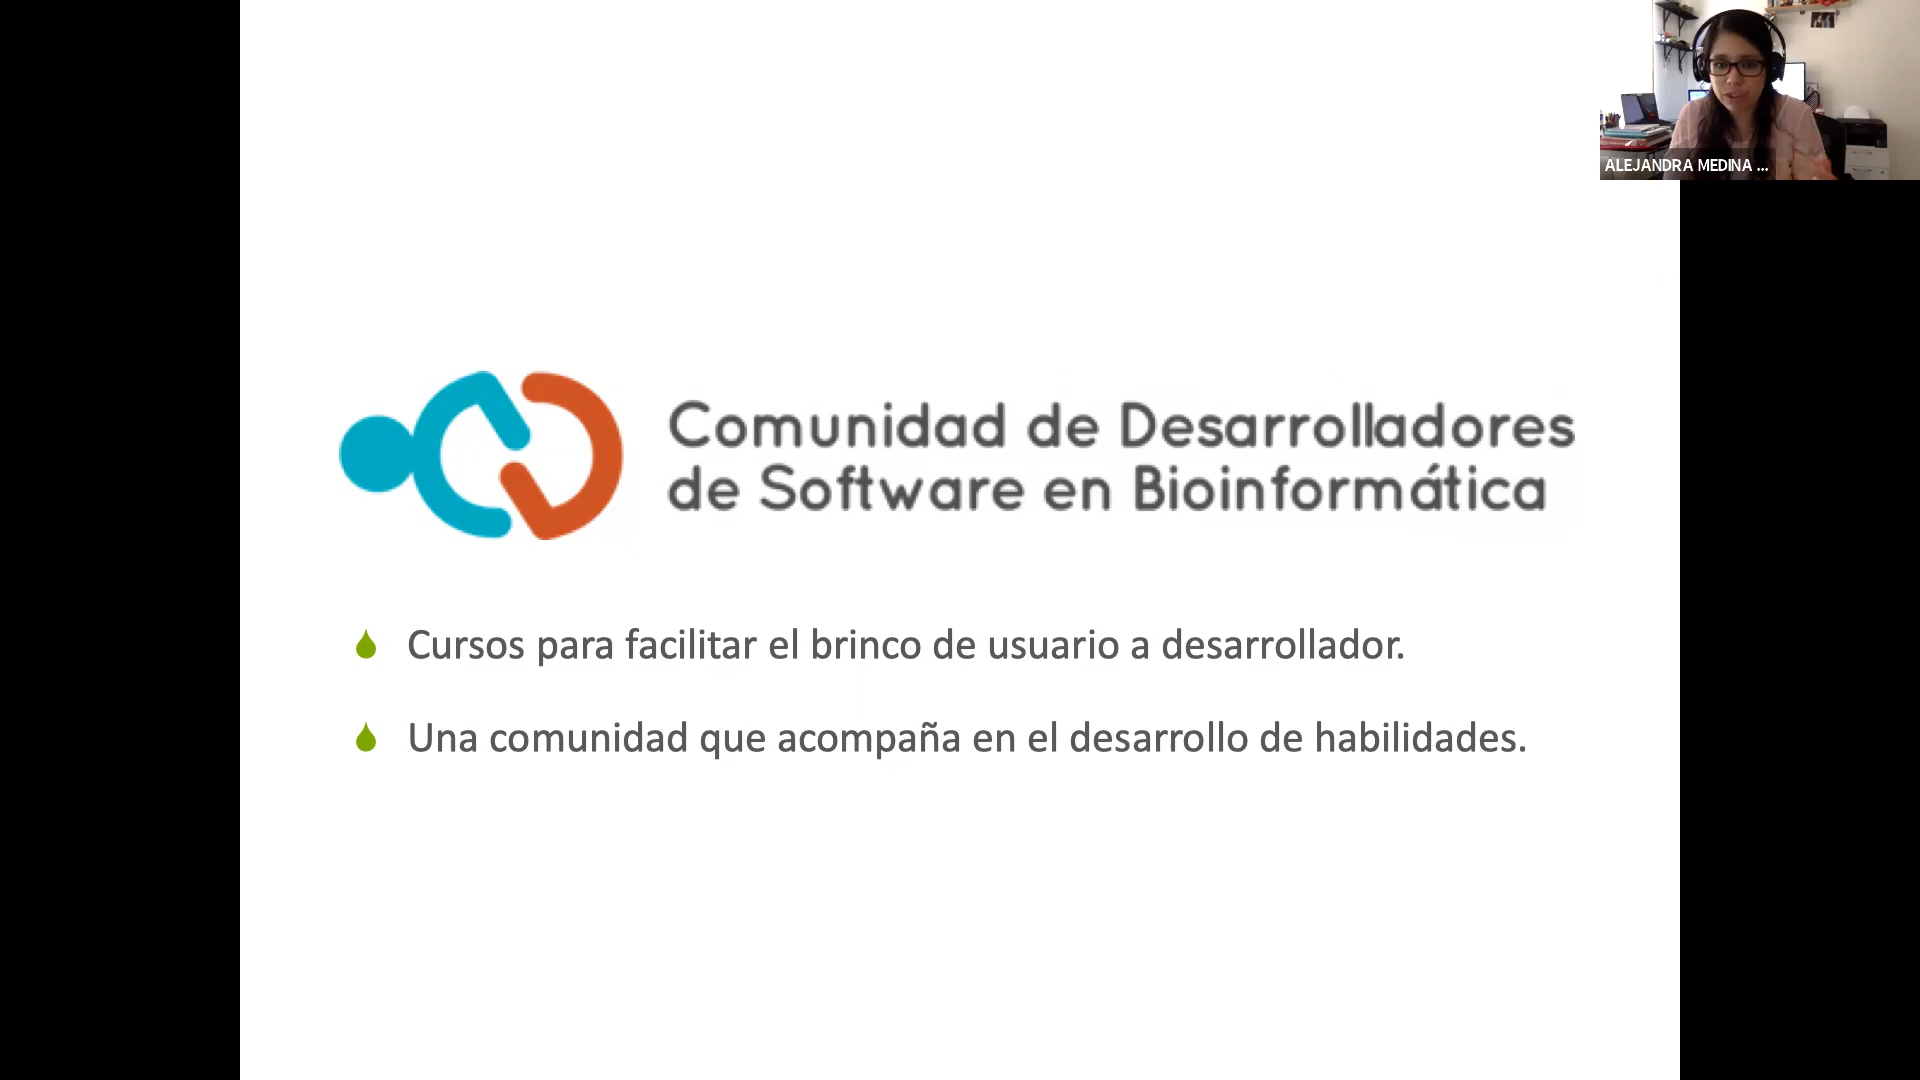 ALEJANDRA MEDINA ...
Comunidad de Desarrolladores
de Software en Bioinformática
Cursos para facilitar el brinco de usuario a desarrollador.
Una comunidad que acompaña en el desarrollo de habilidades.